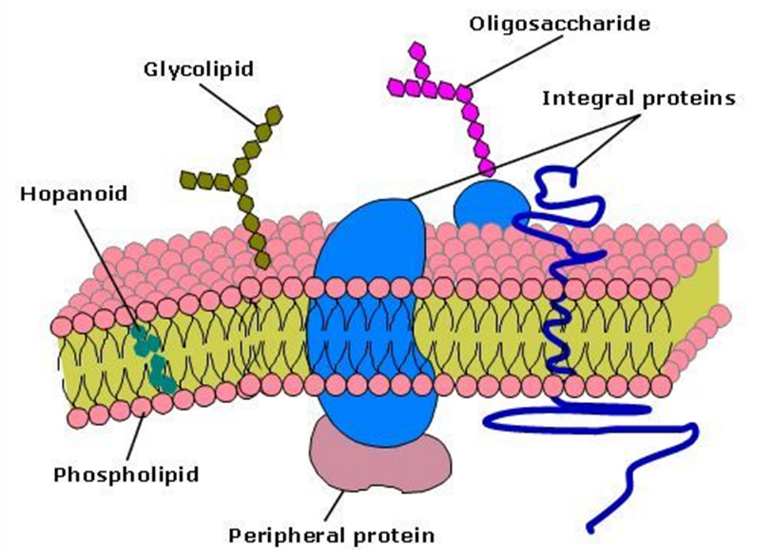 Oligosaccharide
Glycolipid
Integral proteins
Hopanoid
Phospholipid
Peripheral protein